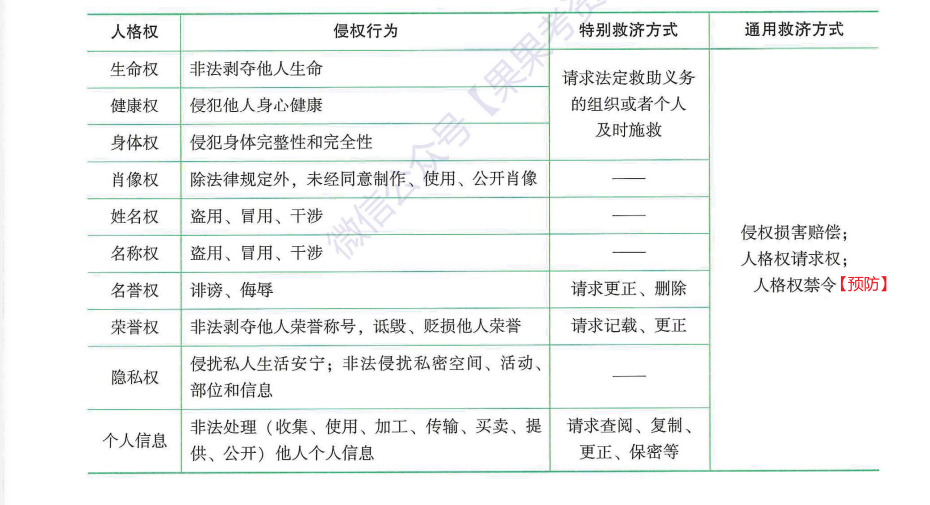 人格权 侵权行为 特别救济方式 通用救济方式
生命权 非法剥夺他人生命
健康权 侵犯他人身心健康
身体权 侵犯身体完整性和完全性
请求法定救助义务
的组织或者个人
及时施救
肖像权 除法律规定外，未经同意制作、使用、公开肖像 ——
姓名权 盗用、冒用、干涉 ——
名称权 盗用、冒用、干涉 ——
名誉权 诽谤、侮辱 请求更正、删除
荣誉权 非法剥夺他人荣誉称号，诋毁、贬损他人荣誉 请求记载、更正
隐私权 侵扰私人生活安宁；非法侵扰私密空间、活动、
部位和信息 ——
个人信息 非法处理（收集、使用、加工、传输、买卖、提
供、公开）他人个人信息
请求查阅、复制、
更正、保密等
侵权损害赔偿；
人格权请求权；
人格权禁令【预防】
微信公众号【果果考资